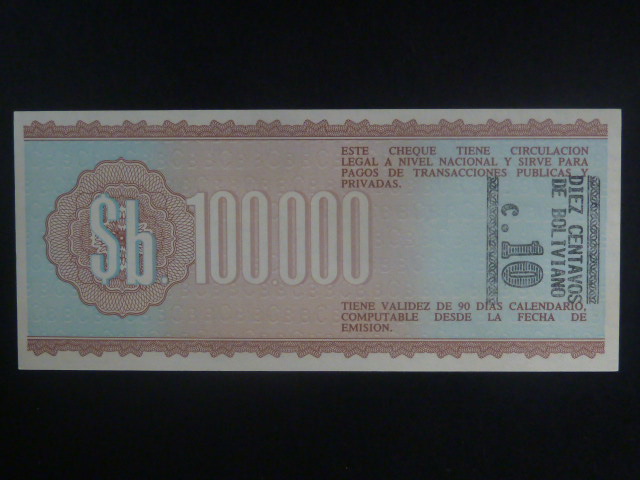 ESTE CHEQUE TIENE CIRCULACION
LEGAL A NIVEL NACIONAL Y SIRVE PARA
PAGOS DE TRANSACCIONES PUBLICAS Y
PRIVADAS.
$b.100.000
DIEZ CENTAVOS
DE BOLIVIANO
c. 10
TIENE VALIDEZ DE 90 DIAS CALENDARIO,
COMPUTABLE DESDE LA FECHA DE
EMISION.